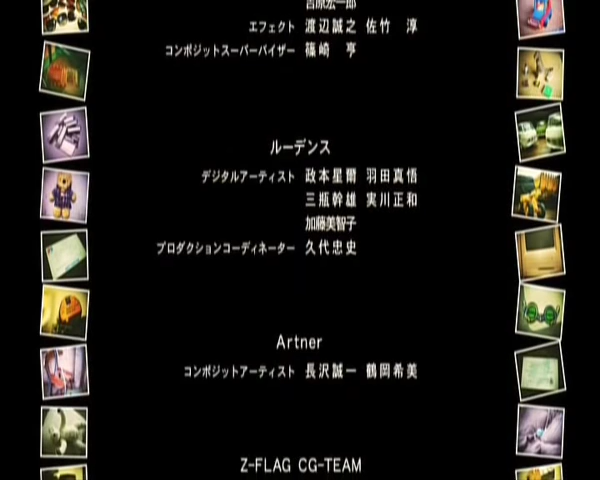 吉原宏一郎
エフェクト 渡辺誠之 佐竹 淳
コンポジットスーパーバイザー 篠崎 亨
ルーデンス
デジタルアーティスト 政本星爾 羽田真悟
三瓶幹雄 実川正和
加藤美智子
プロダクションコーディネーター 久代忠史
Artner
コンポジットアーティスト 長沢誠一 鶴岡希美
Z-FLAG CG-TEAM